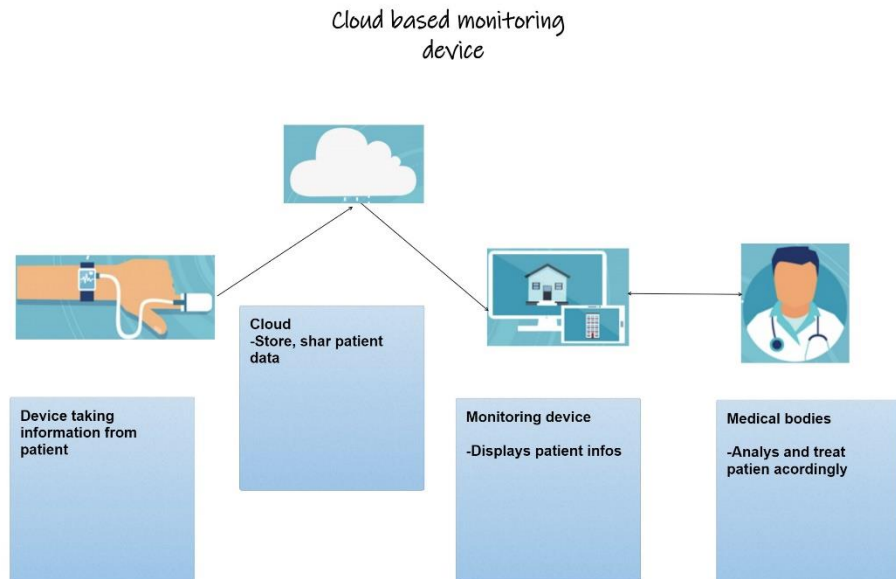 Cloud based monitoring
device
Cloud
-Store, shar patient
data
Device taking
information from
patient
Monitoring device
-Displays patient infos
Medical bodies
-Analys and treat
patien acordingly